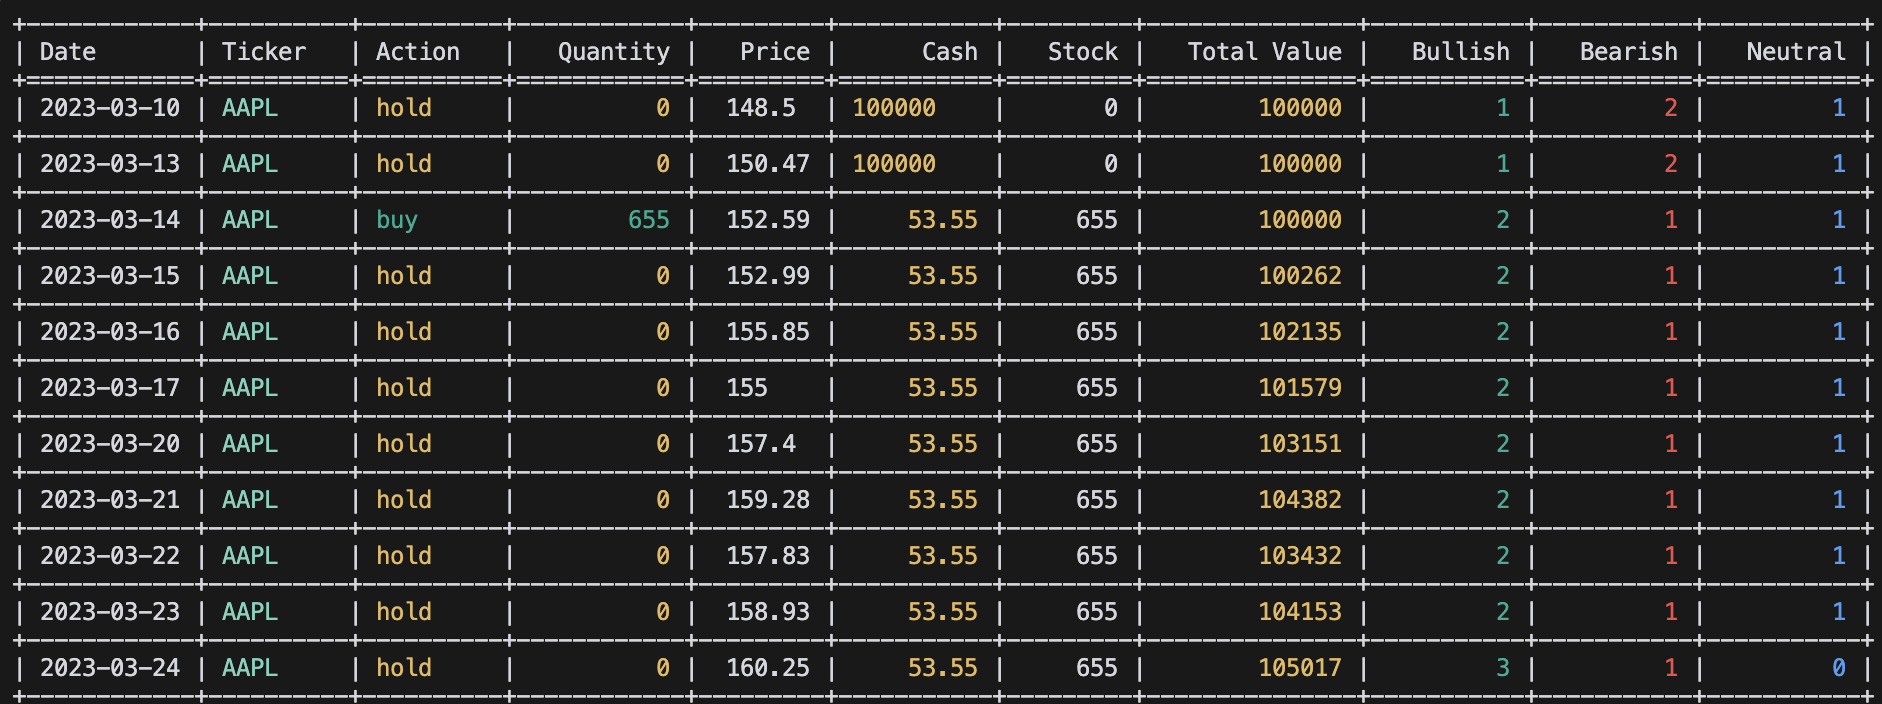 Date Ticker Action Quantity Price Cash Stock Total Value Bullish Bearish Neutral
2023-03-10 AAPL hold 0 148.5 100000 0 100000 1 2 1
2023-03-13 AAPL hold 0 150.47 100000 0 100000 1 2 1
2023-03-14 AAPL buy 655 152.59 53.55 655 100000 2 1 1
2023-03-15 AAPL hold 0 152.99 53.55 655 100262 2 1 1
2023-03-16 AAPL hold 0 155.85 53.55 655 102135 2 1 1
2023-03-17 AAPL hold 0 155 53.55 655 101579 2 1 1
2023-03-20 AAPL hold 0 157.4 53.55 655 103151 2 1 1
2023-03-21 AAPL hold 0 159.28 53.55 655 104382 2 1 1
2023-03-22 AAPL hold 0 157.83 53.55 655 103432 2 1 1
2023-03-23 AAPL hold 0 158.93 53.55 655 104153 2 1 1
2023-03-24 AAPL hold 0 160.25 53.55 655 105017 3 1 0